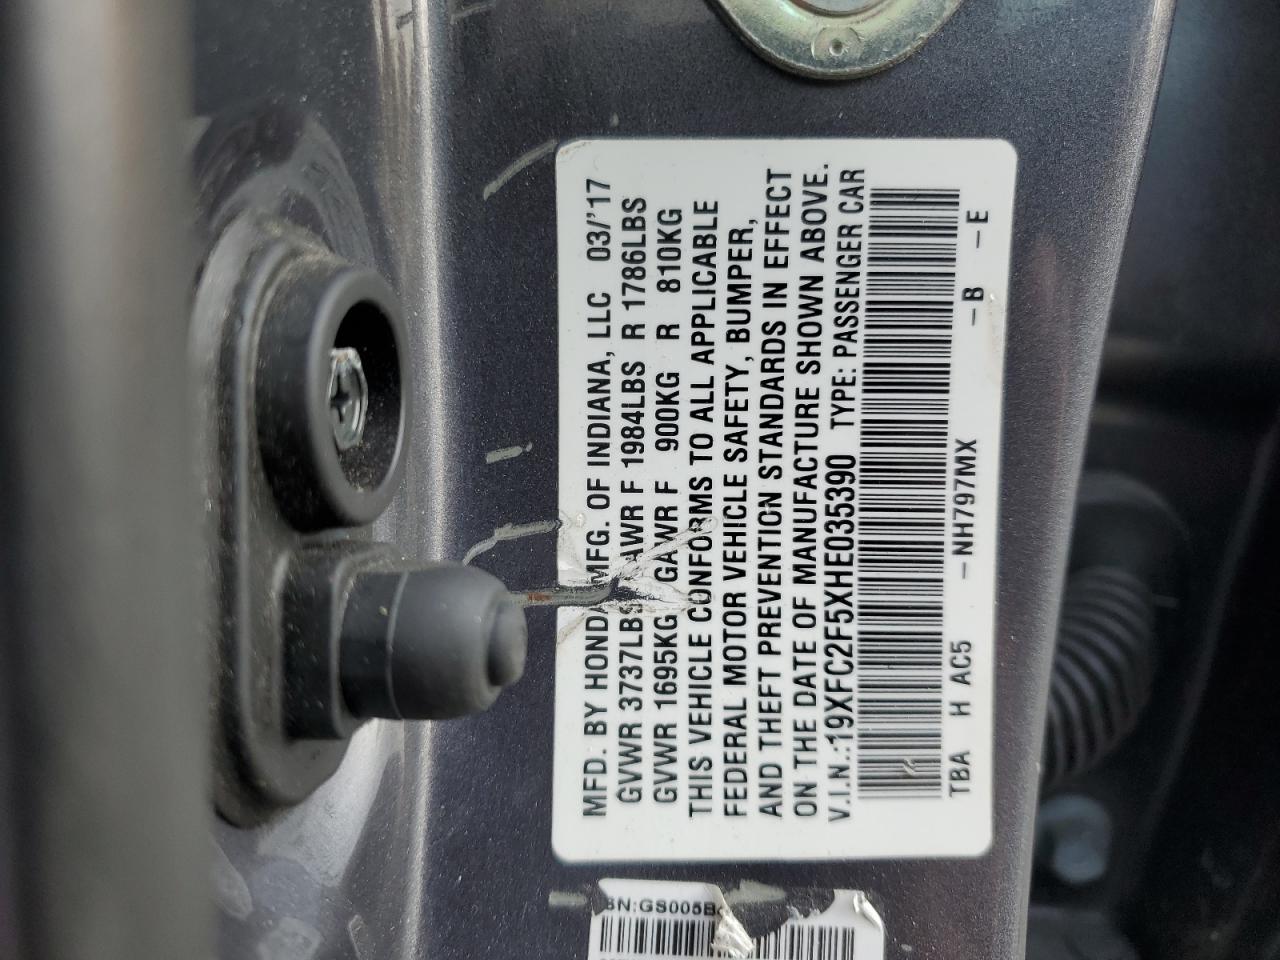 MFD. BY HONDA MFG. OF INDIANA, LLC 03/'17
GVWR 3737LBS GAWR F 1984LBS R 1786LBS
GVWR 1695KG GAWR F 900KG R 810KG
THIS VEHICLE CONFORMS TO ALL APPLICABLE
FEDERAL MOTOR VEHICLE SAFETY, BUMPER,
AND THEFT PREVENTION STANDARDS IN EFFECT
ON THE DATE OF MANUFACTURE SHOWN ABOVE.
V.I.N.:19XFC2F5XHE035390 TYPE: PASSENGER CAR
TBA H AC5 -NH797MX -B -E